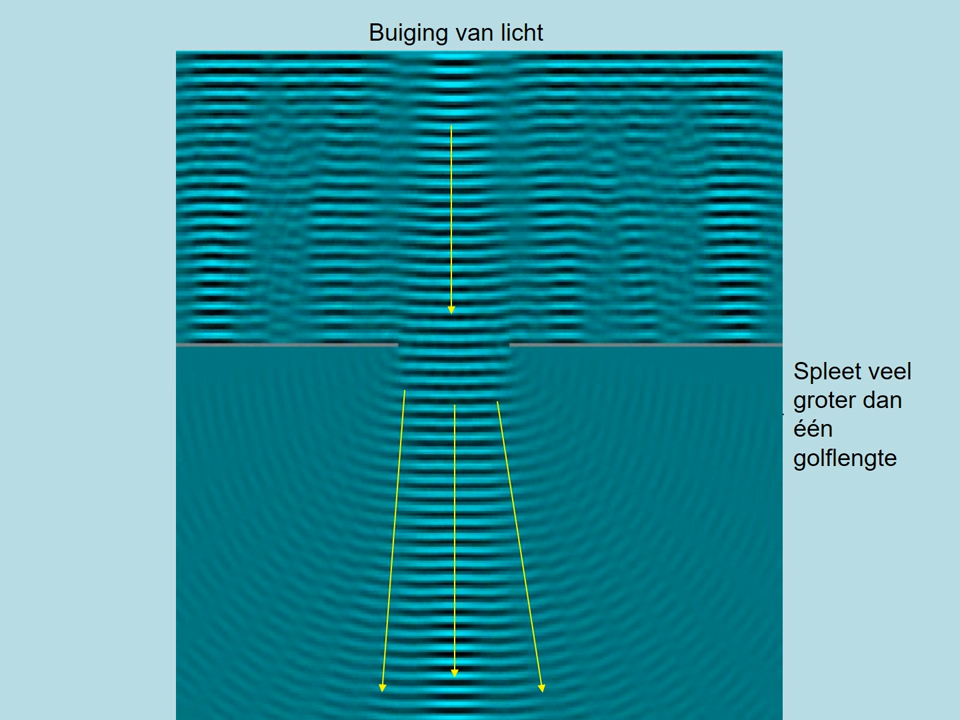 Buiging van licht
Spleet veel
groter dan
één
golflengte